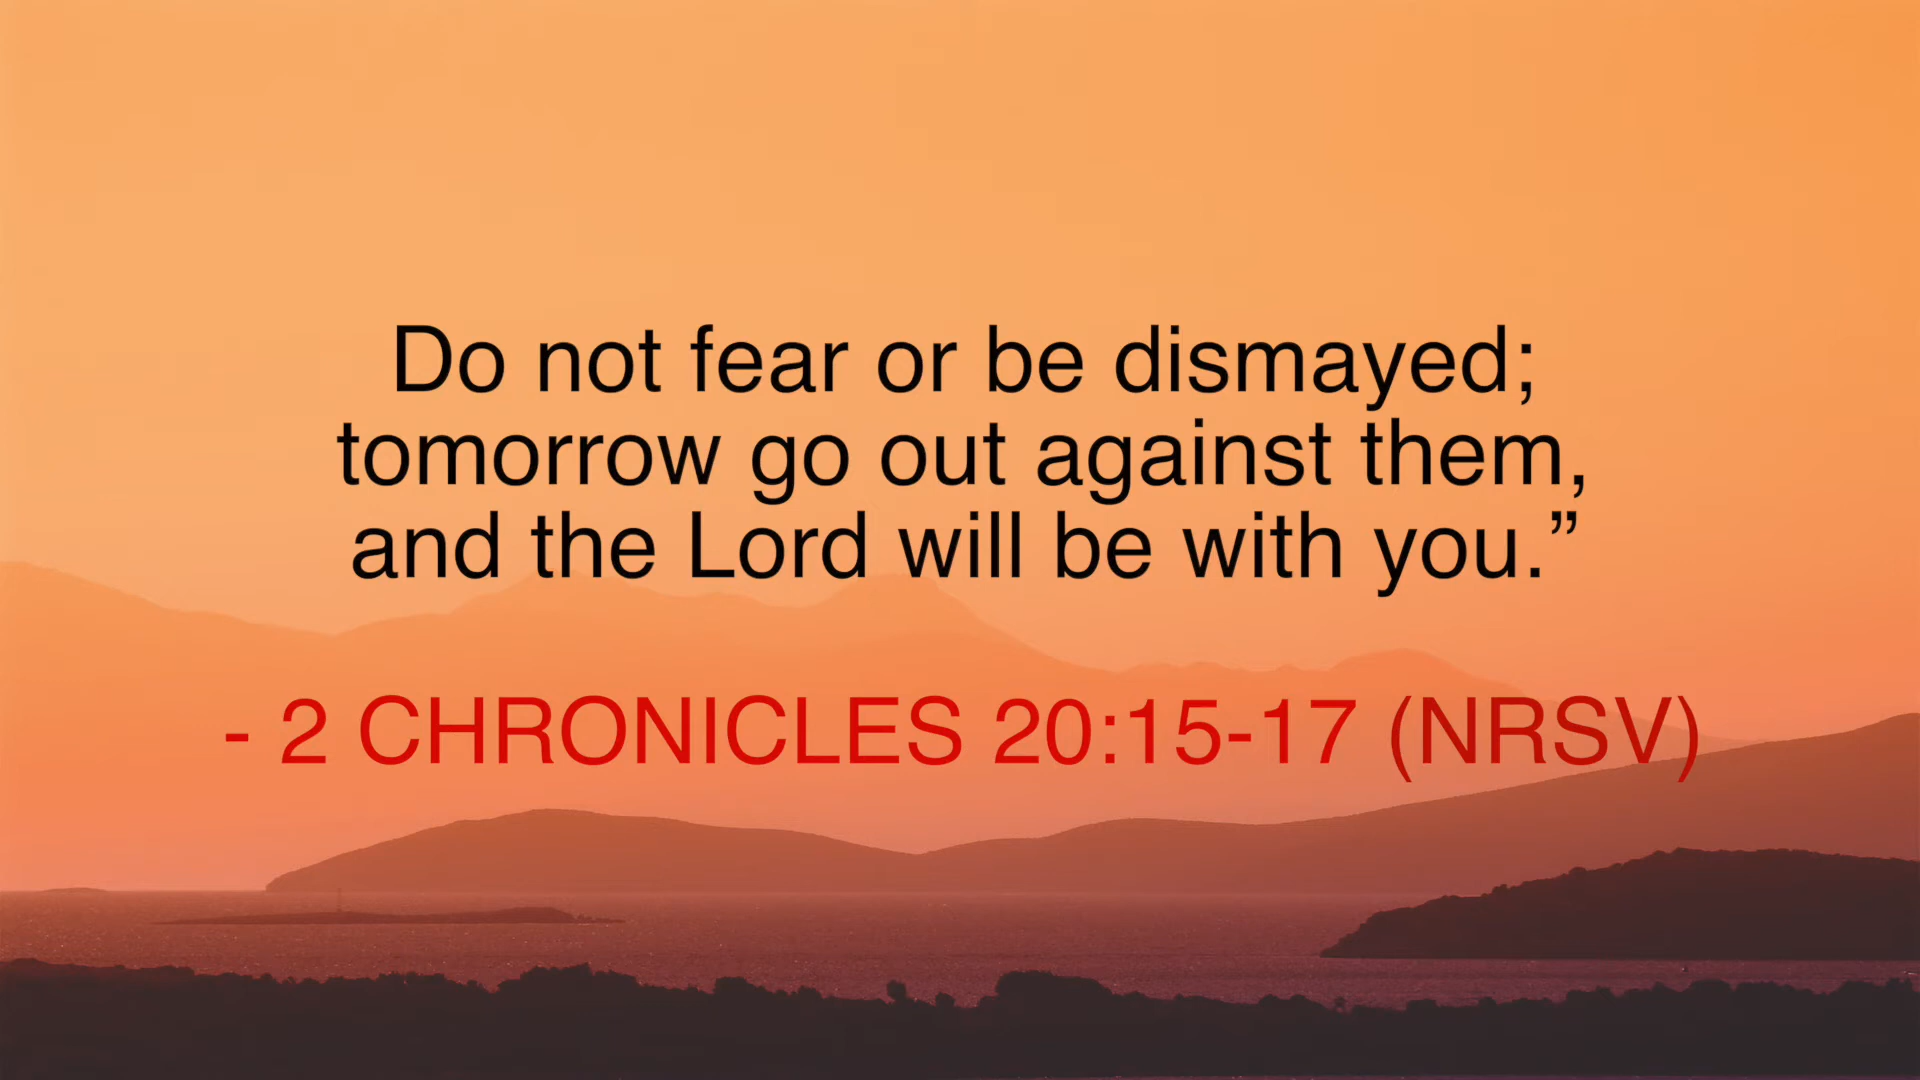 Do not fear or be dismayed;
tomorrow go out against them,
and the Lord will be with you.”
- 2 CHRONICLES 20:15-17 (NRSV)